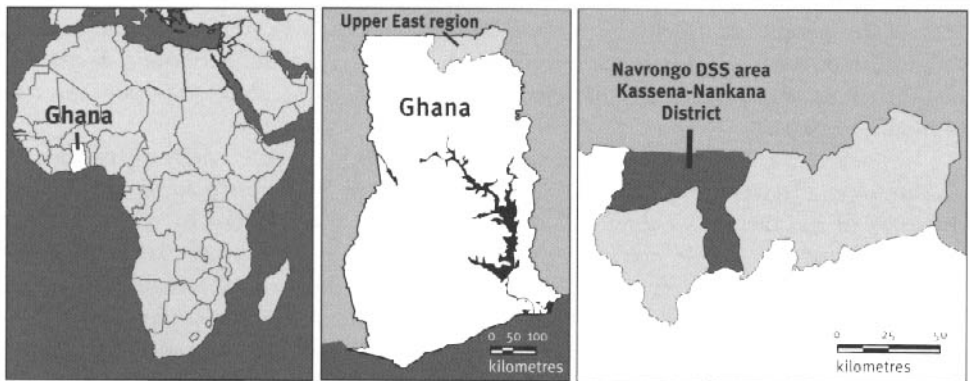 Ghana
Upper East region
Ghana
0 50 100
kilometres
Navrongo DSS area
Kassena-Nankana
District
0 25 50
kilometres